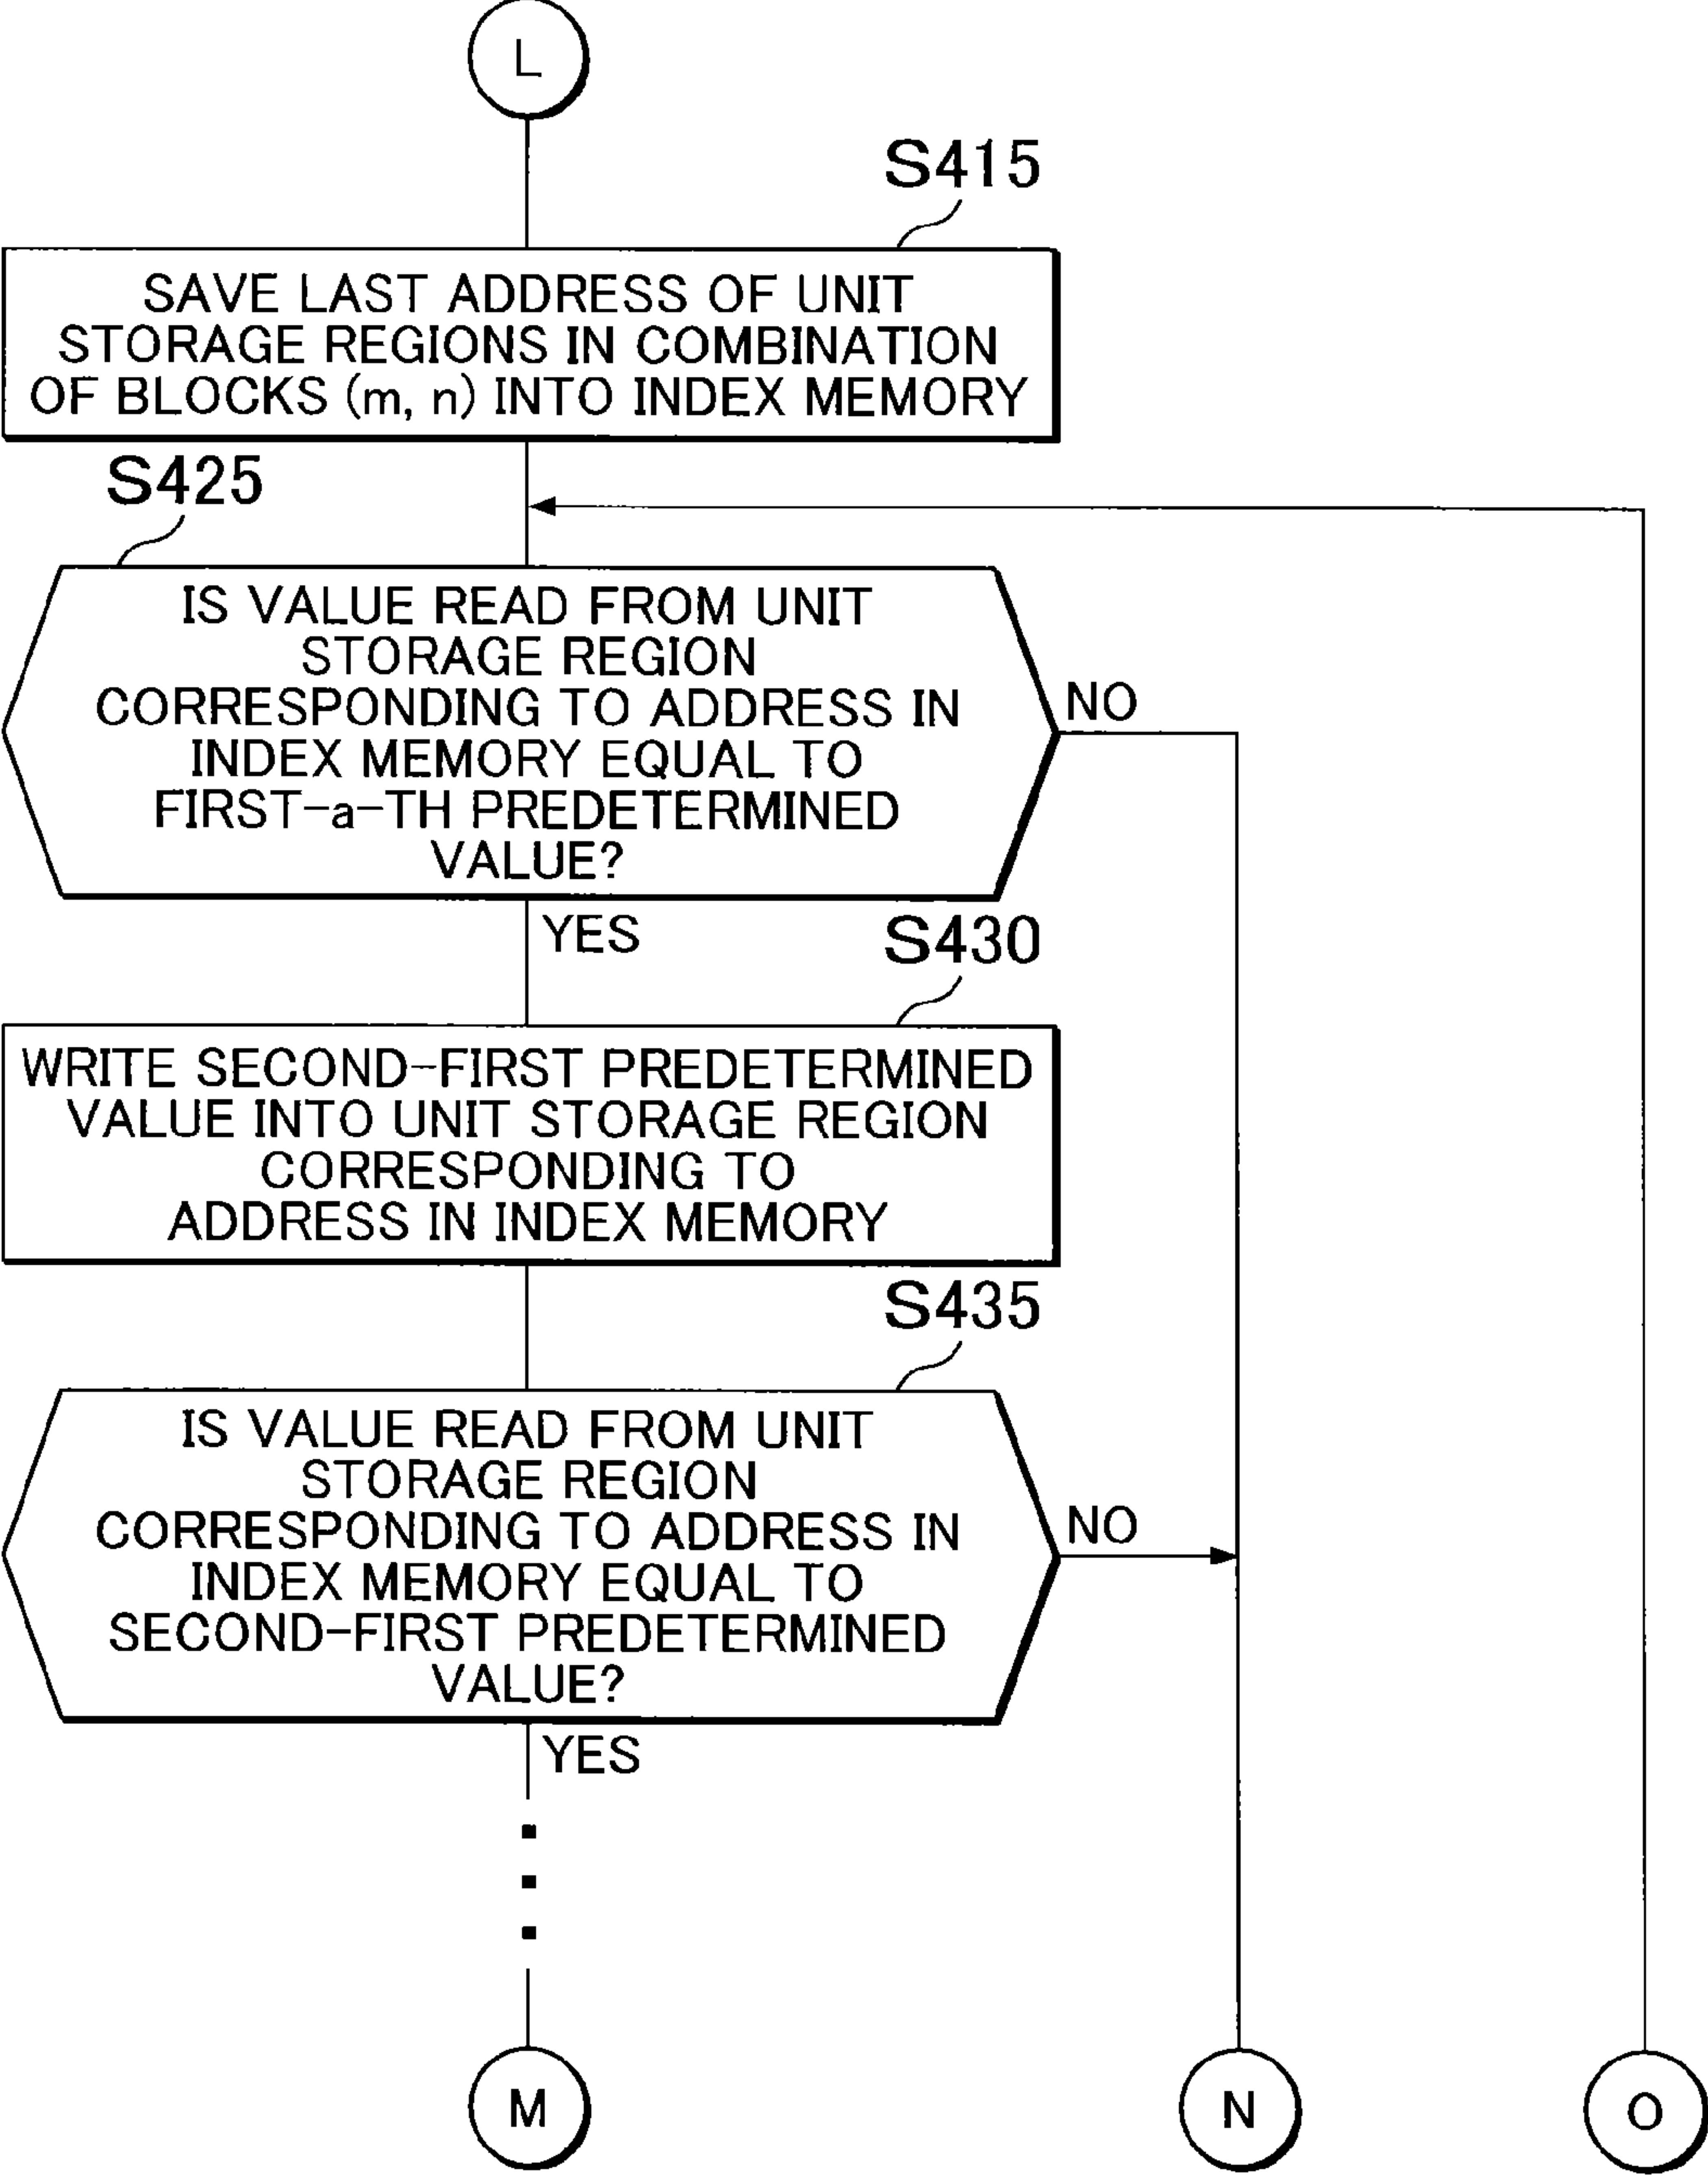 L
S415
SAVE LAST ADDRESS OF UNIT
STORAGE REGIONS IN COMBINATION
OF BLOCKS (m, n) INTO INDEX MEMORY
S425
IS VALUE READ FROM UNIT
STORAGE REGION
CORRESPONDING TO ADDRESS IN
INDEX MEMORY EQUAL TO
FIRST-a-TH PREDETERMINED
VALUE?
NO
YES
S430
WRITE SECOND-FIRST PREDETERMINED
VALUE INTO UNIT STORAGE REGION
CORRESPONDING TO
ADDRESS IN INDEX MEMORY
S435
IS VALUE READ FROM UNIT
STORAGE REGION
CORRESPONDING TO ADDRESS IN
INDEX MEMORY EQUAL TO
SECOND-FIRST PREDETERMINED
VALUE?
NO
YES
M
N
O